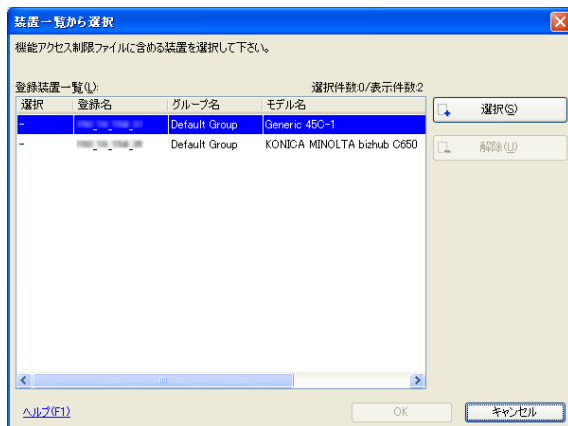 装置一覧から選択
機能アクセス制限ファイルに含める装置を選択して下さい。
登録装置一覧(L): 選択件数:0/表示件数:2
選択 登録名 グループ名 モデル名
- Default Group Generic 45C-1
- Default Group KONICA MINOLTA bizhub C650
選択(S)
解除(U)
ヘルプ(F1) OK キャンセル